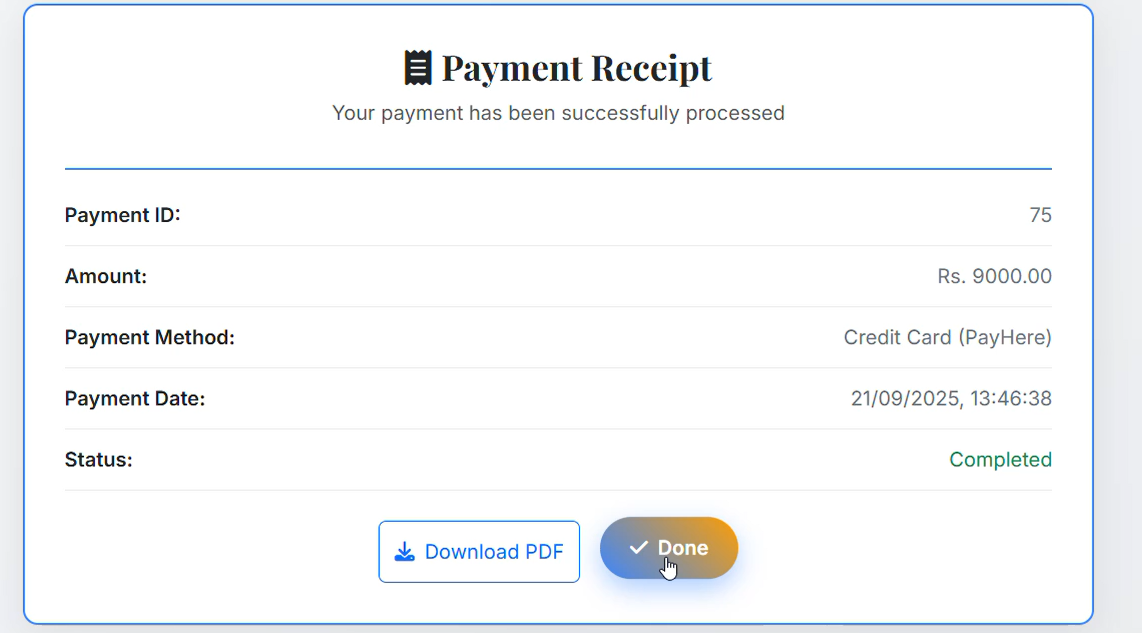 Payment Receipt
Your payment has been successfully processed
Payment ID: 75
Amount: Rs. 9000.00
Payment Method: Credit Card (PayHere)
Payment Date: 21/09/2025, 13:46:38
Status: Completed
Download PDF Done